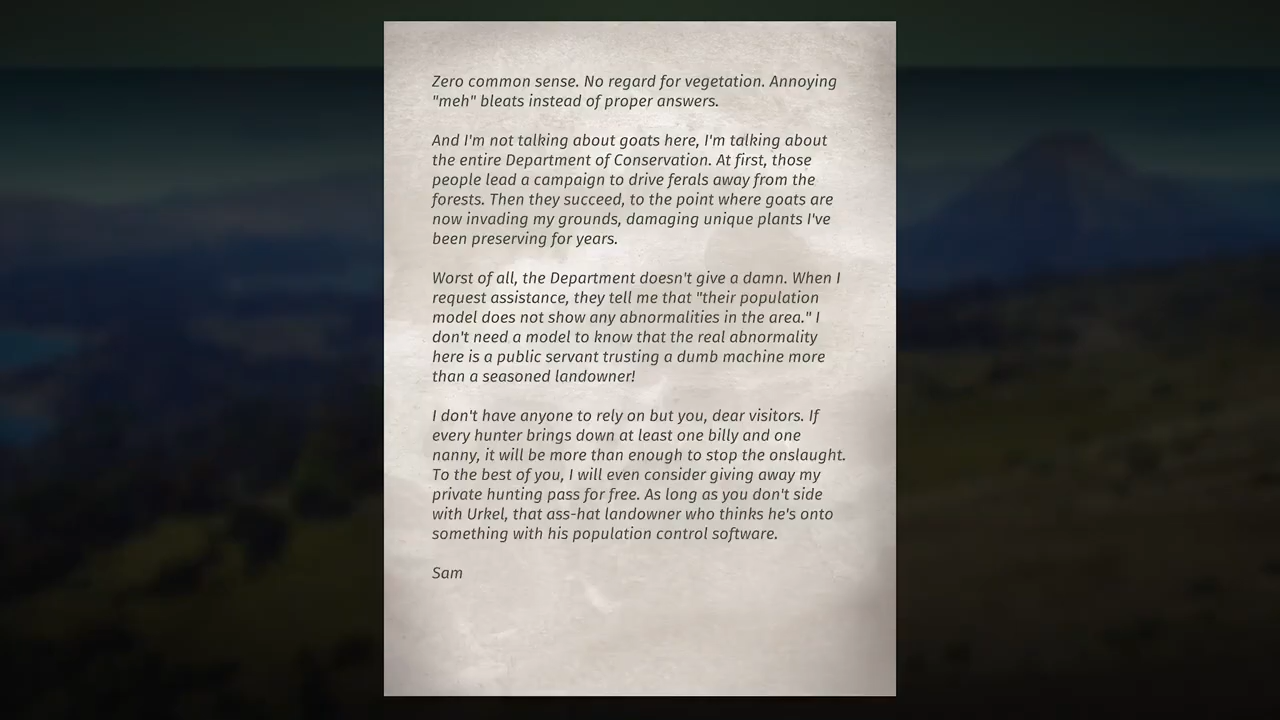 Zero common sense. No regard for vegetation. Annoying
"meh" bleats instead of proper answers.
And I'm not talking about goats here, I'm talking about
the entire Department of Conservation. At first, those
people lead a campaign to drive ferals away from the
forests. Then they succeed, to the point where goats are
now invading my grounds, damaging unique plants I've
been preserving for years.
Worst of all, the Department doesn't give a damn. When I
request assistance, they tell me that "their population
model does not show any abnormalities in the area." I
don't need a model to know that the real abnormality
here is a public servant trusting a dumb machine more
than a seasoned landowner!
I don't have anyone to rely on but you, dear visitors. If
every hunter brings down at least one billy and one
nanny, it will be more than enough to stop the onslaught.
To the best of you, I will even consider giving away my
private hunting pass for free. As long as you don't side
with Urkel, that ass-hat landowner who thinks he's onto
something with his population control software.
Sam